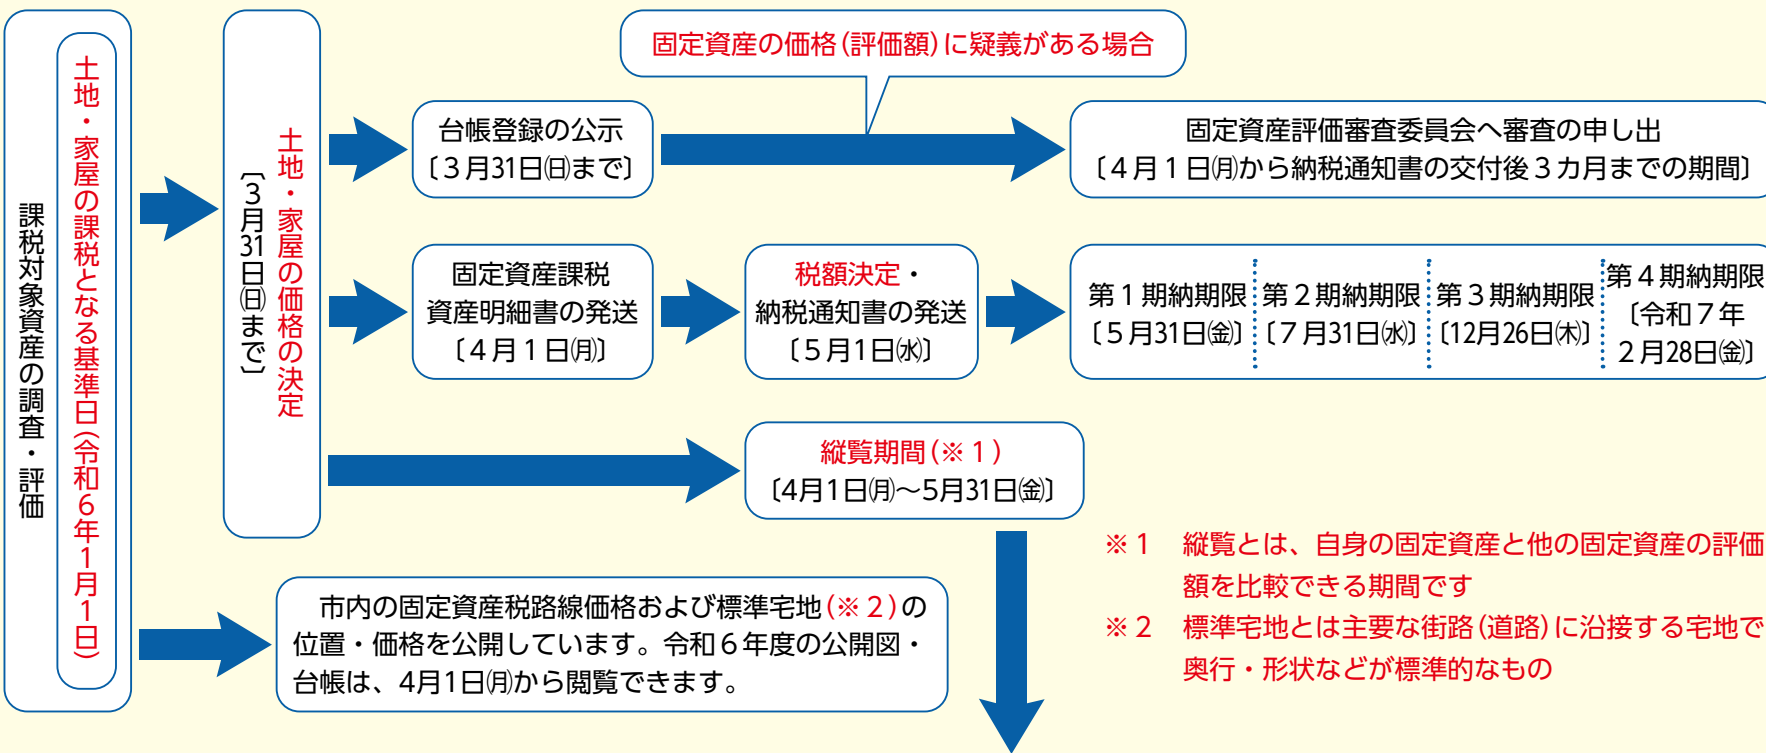 課税対象資産の調査・評価
土地・家屋の課税となる基準日(令和6年1月1日)
土地・家屋の価格の決定
〔3月31日㈰まで〕
固定資産の価格(評価額)に疑義がある場合
台帳登録の公示
〔3月31日㈰まで〕
固定資産評価審査委員会へ審査の申し出
〔4月1日㈪から納税通知書の交付後3カ月までの期間〕
固定資産課税
資産明細書の発送
〔4月1日㈪〕
税額決定・
納税通知書の発送
〔5月1日㈬〕
第1期納期限
〔5月31日㈮〕
第2期納期限
〔7月31日㈬〕
第3期納期限
〔12月26日㈭〕
第4期納期限
〔令和7年
2月28日㈮〕
縦覧期間(※1)
〔4月1日㈪～5月31日㈮〕
市内の固定資産税路線価格および標準宅地(※2)の
位置・価格を公開しています。令和6年度の公開図・
台帳は、4月1日㈪から閲覧できます。
※1 縦覧とは、自身の固定資産と他の固定資産の評価
額を比較できる期間です
※2 標準宅地とは主要な街路(道路)に沿接する宅地で
奥行・形状などが標準的なもの